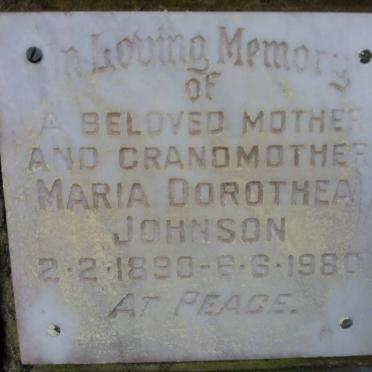 In Loving Memory
of
A BELOVED MOTHER
AND GRANDMOTHER
MARIA DOROTHEA
JOHNSON
2·2·1890-6·6·1980
AT PEACE.